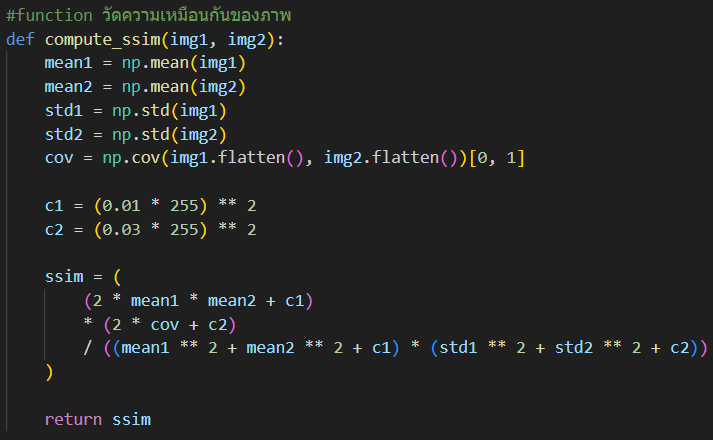 #function วัดความเหมือนกันของภาพ
def compute_ssim(img1, img2):
    mean1 = np.mean(img1)
    mean2 = np.mean(img2)
    std1 = np.std(img1)
    std2 = np.std(img2)
    cov = np.cov(img1.flatten(), img2.flatten())[0, 1]

    c1 = (0.01 * 255) ** 2
    c2 = (0.03 * 255) ** 2

    ssim = (
        (2 * mean1 * mean2 + c1)
        * (2 * cov + c2)
        / ((mean1 ** 2 + mean2 ** 2 + c1) * (std1 ** 2 + std2 ** 2 + c2))
    )

    return ssim